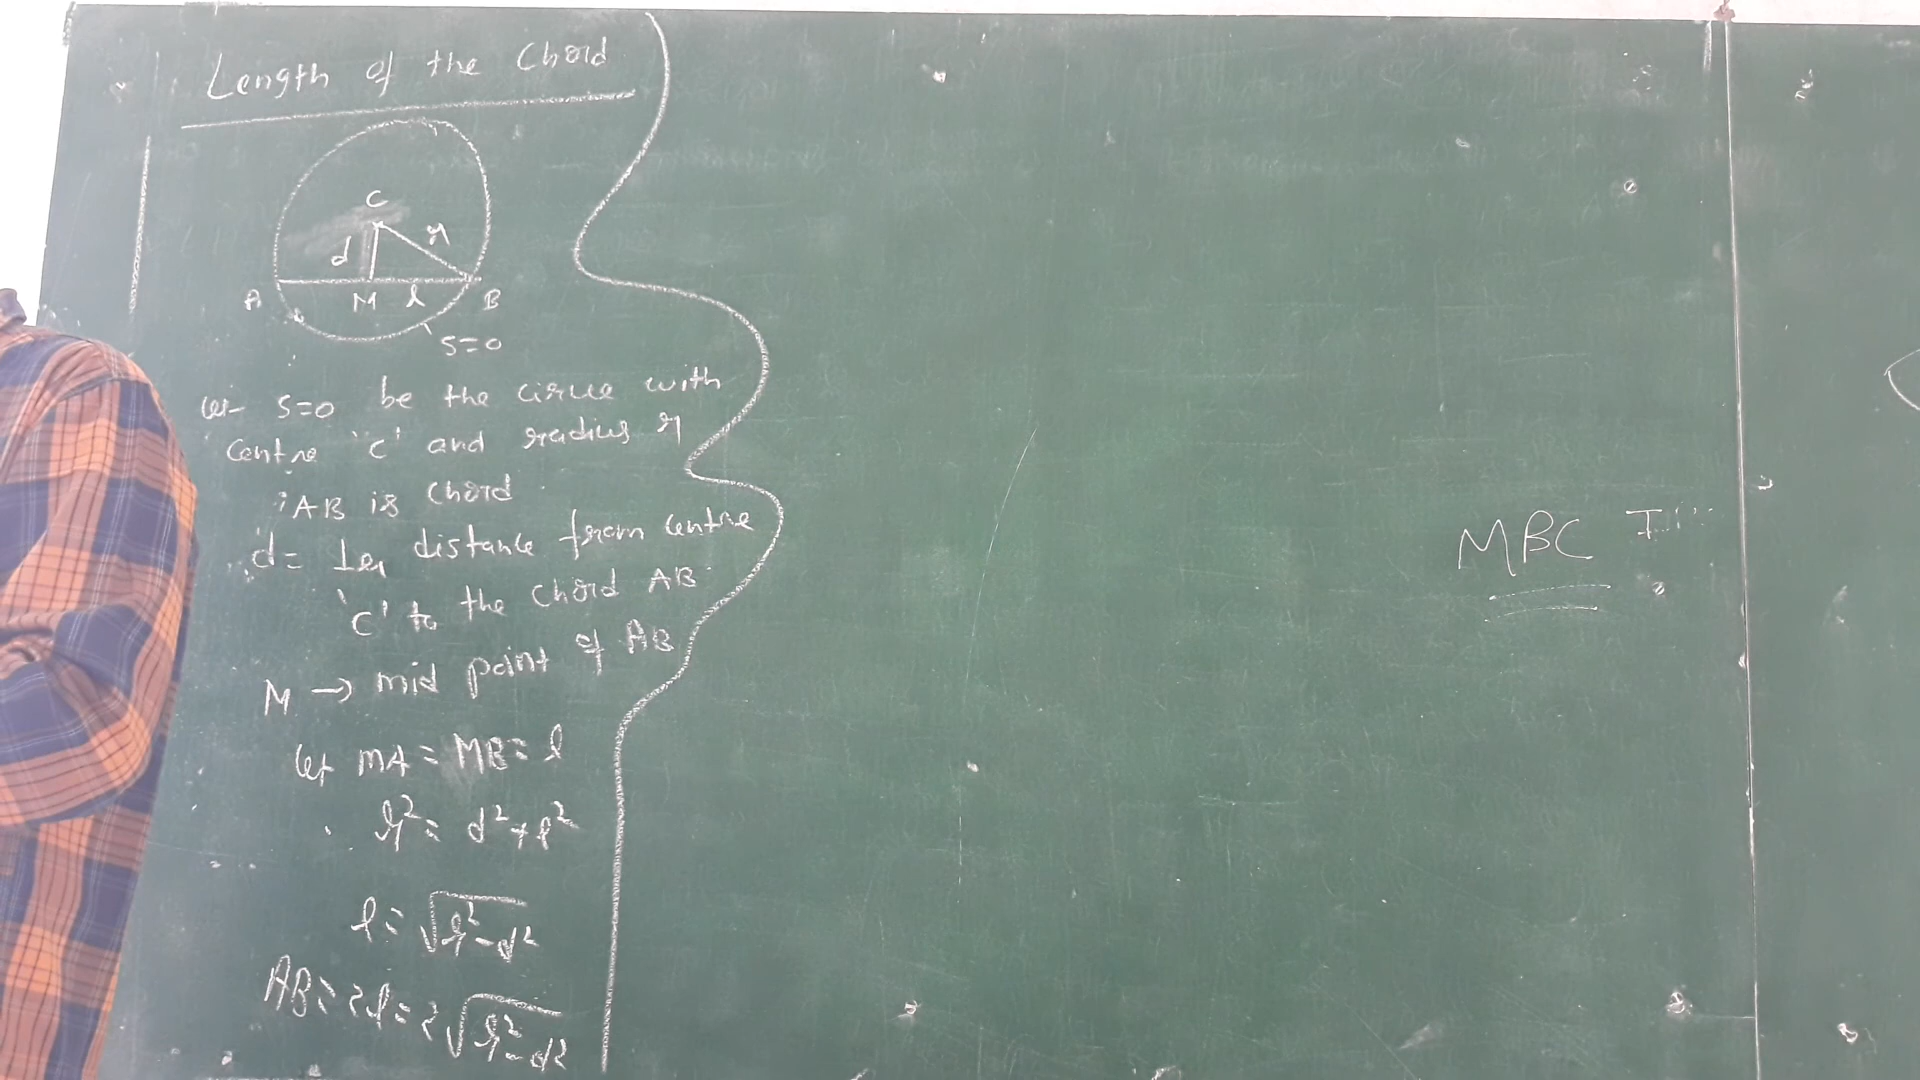 Length of the Chord
C
d r
A M l B
S=0
let S=0 be the circle with
Centre 'C' and radius r
AB is Chord
d = ⊥er distance from centre
'C' to the chord AB
M → mid point of AB
let MA = MB = l
r² = d² + l²
l = √r²-d²
AB = 2l = 2√r²-d²
MBC